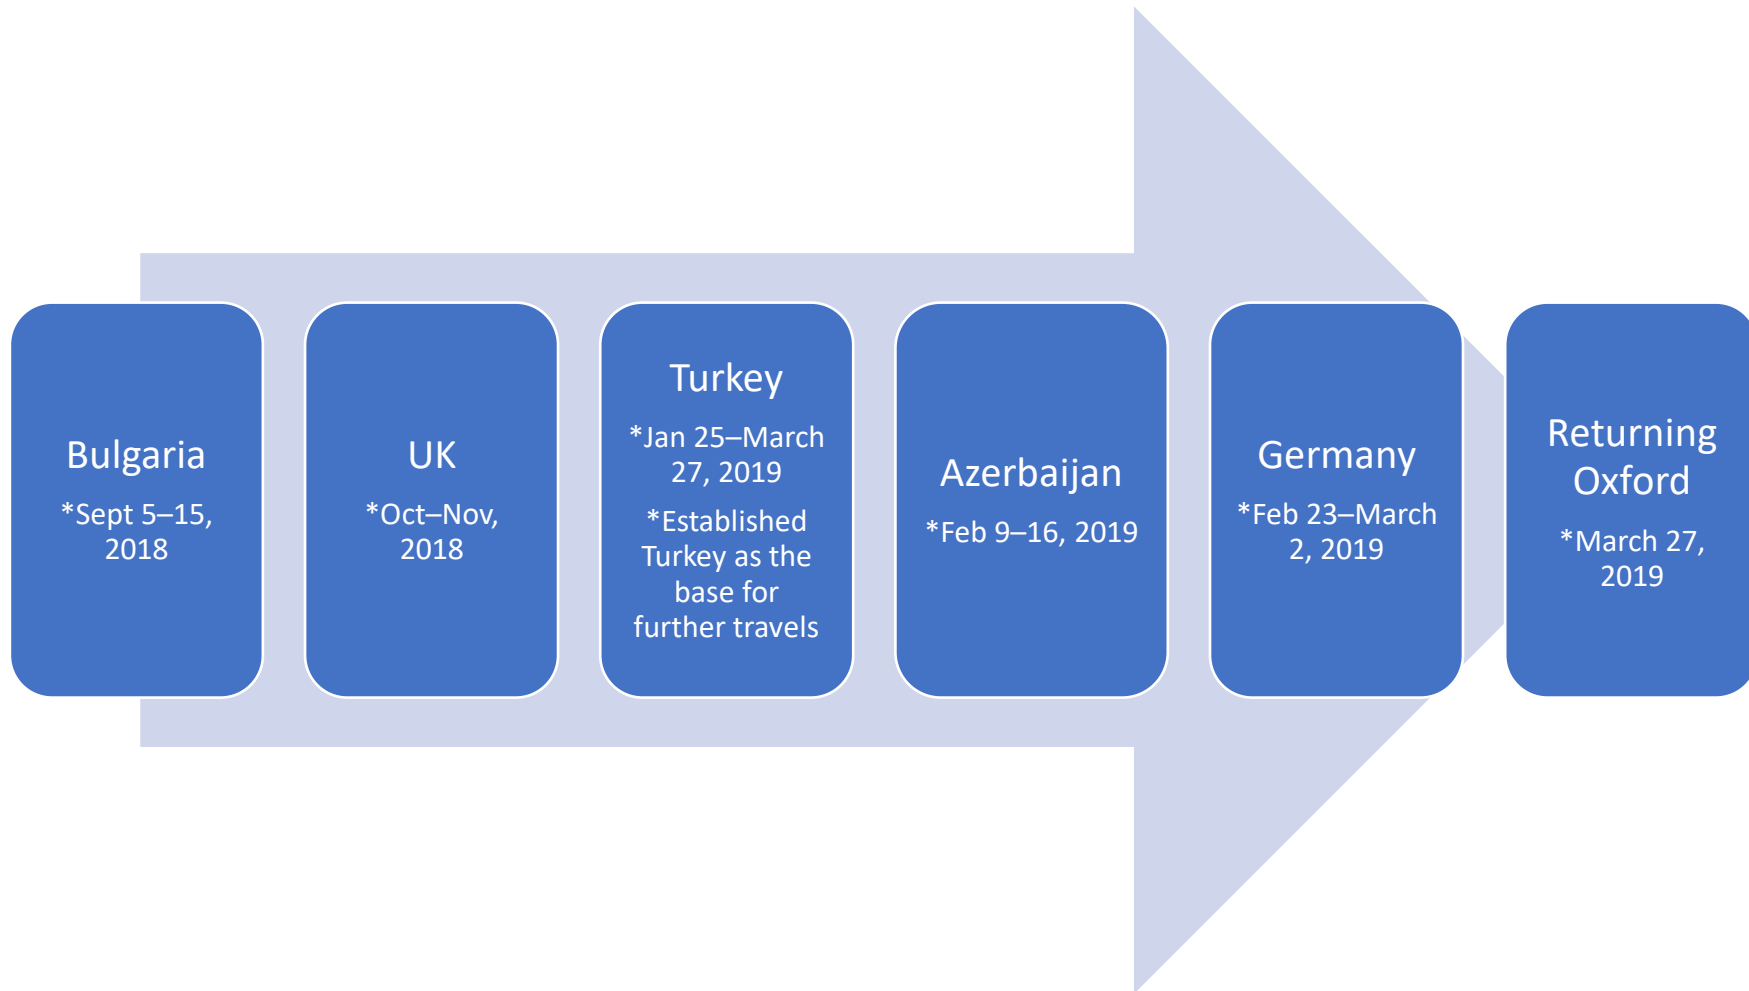 Bulgaria
*Sept 5–15,
2018
UK
*Oct–Nov,
2018
Turkey
*Jan 25–March
27, 2019
*Established
Turkey as the
base for
further travels
Azerbaijan
*Feb 9–16, 2019
Germany
*Feb 23–March
2, 2019
Returning
Oxford
*March 27,
2019